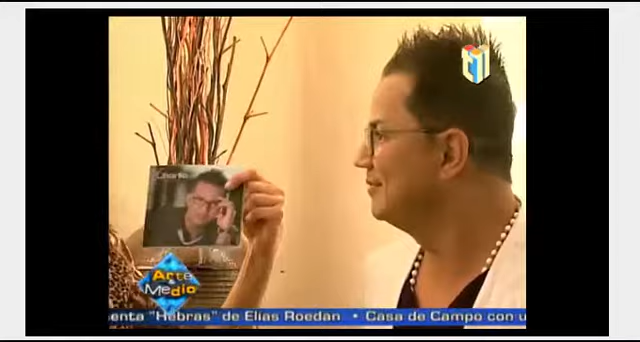 Charlie
Arte
&
Medio
enta "Hebras" de Elias Roedan • Casa de Campo con u